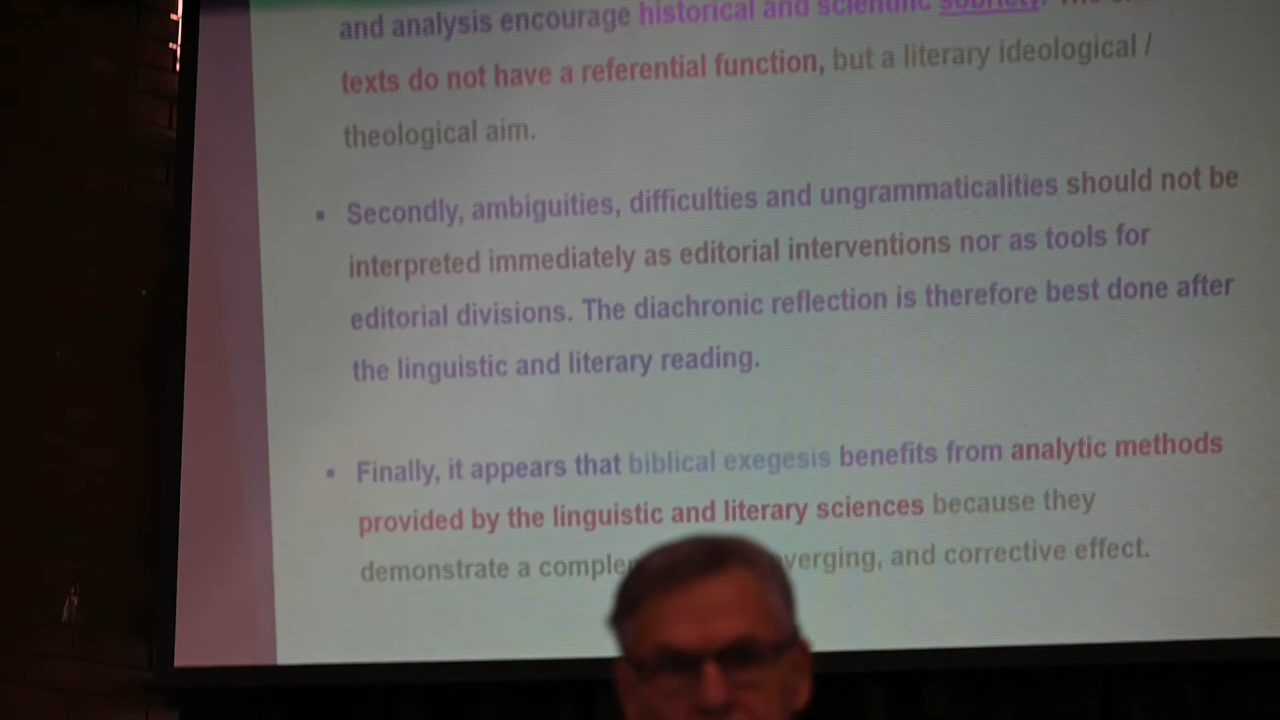 and analysis encourage historical and scientific sobriety. The
texts do not have a referential function, but a literary ideological /
theological aim.
▪ Secondly, ambiguities, difficulties and ungrammaticalities should not be
interpreted immediately as editorial interventions nor as tools for
editorial divisions. The diachronic reflection is therefore best done after
the linguistic and literary reading.
▪ Finally, it appears that biblical exegesis benefits from analytic methods
provided by the linguistic and literary sciences because they
demonstrate a and corrective effect.